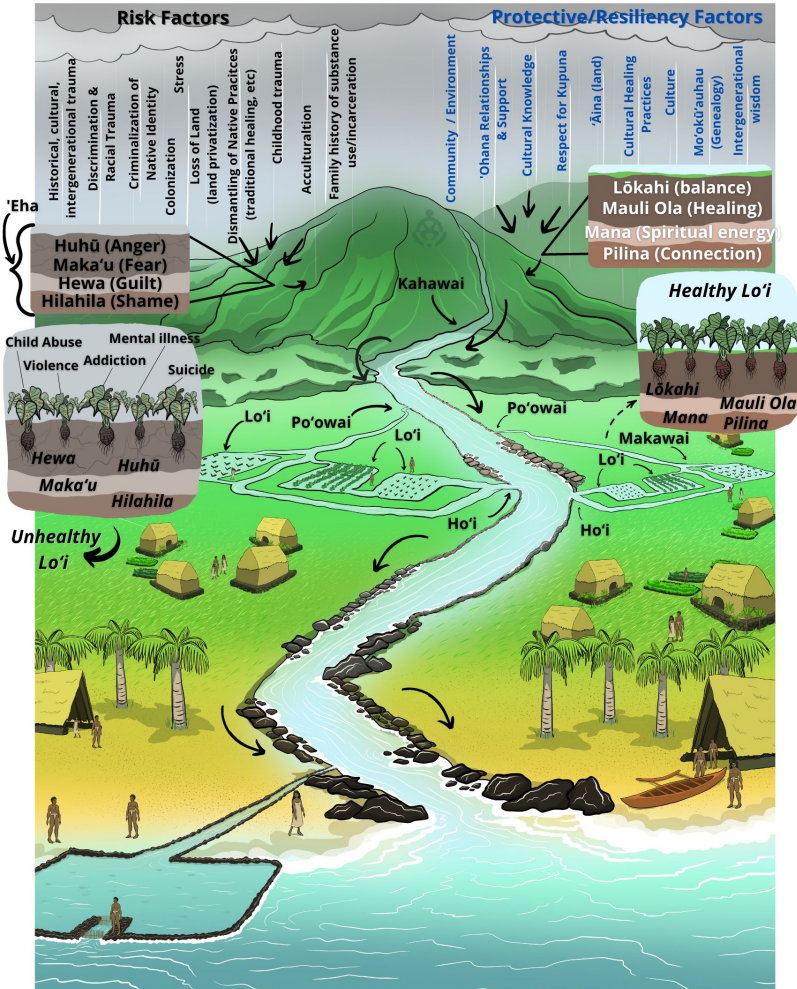 Risk Factors
Protective/Resiliency Factors
Historical, cultural,
intergenerational trauma
Discrimination &
Racial Trauma
Criminalization of
Native Identity
Colonization
Stress
Loss of Land
(land privatization)
Dismantling of Native Pracitces
(traditional healing, etc)
Childhood trauma
Acculturaltion
Family history of substance
use/incarceration
Community / Environment
'Ohana Relationships
& Support
Cultural Knowledge
Respect for Kupuna
ʻĀina (land)
Cultural Healing
Practices
Culture
Moʻokūʻauhau
(Genealogy)
Intergenerational
wisdom
'Eha
Huhū (Anger)
Makaʻu (Fear)
Hewa (Guilt)
Hilahila (Shame)
Lōkahi (balance)
Mauli Ola (Healing)
Mana (Spiritual energy)
Pilina (Connection)
Kahawai
Healthy Loʻi
Lōkahi
Mauli Ola
Mana
Pilina
Child Abuse
Mental illness
Violence
Addiction
Suicide
Hewa
Huhū
Makaʻu
Hilahila
Unhealthy
Loʻi
Loʻi
Poʻowai
Loʻi
Poʻowai
Makawai
Loʻi
Hoʻi
Hoʻi